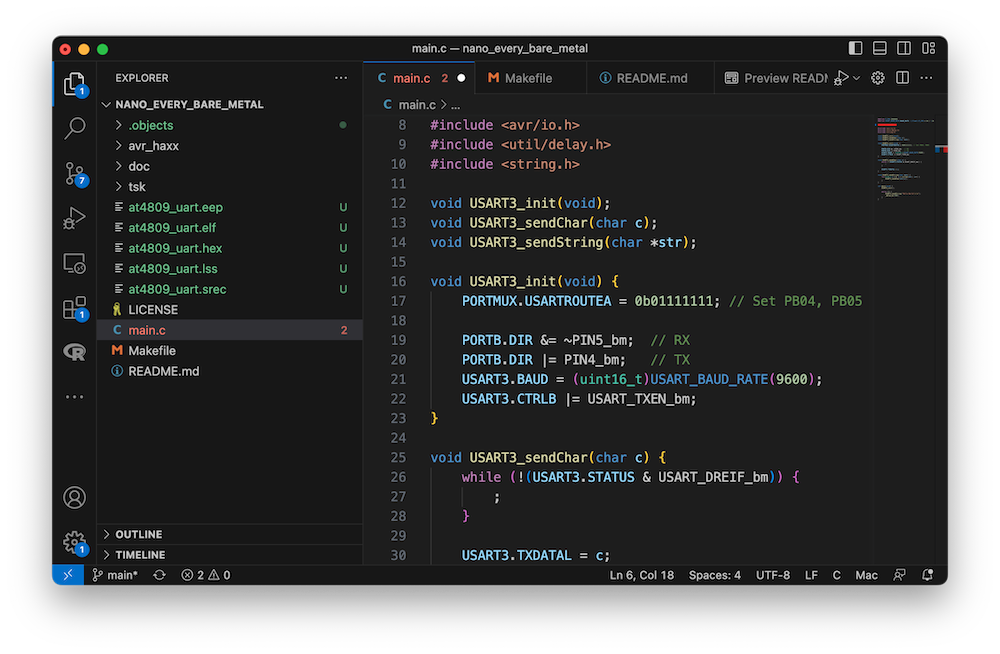 main.c — nano_every_bare_metal
EXPLORER
NANO_EVERY_BARE_METAL
.objects
avr_haxx
doc
tsk
at4809_uart.eep U
at4809_uart.elf U
at4809_uart.hex U
at4809_uart.lss U
at4809_uart.srec U
LICENSE
C main.c 2
M Makefile
README.md
OUTLINE
TIMELINE
1
7
1
R
1
C main.c 2
M Makefile
README.md
Preview READM
C main.c > ...
8 #include <avr/io.h>
9 #include <util/delay.h>
10 #include <string.h>
11
12 void USART3_init(void);
13 void USART3_sendChar(char c);
14 void USART3_sendString(char *str);
15
16 void USART3_init(void) {
17 PORTMUX.USARTROUTEA = 0b01111111; // Set PB04, PB05
18
19 PORTB.DIR &= ~PIN5_bm; // RX
20 PORTB.DIR |= PIN4_bm; // TX
21 USART3.BAUD = (uint16_t)USART_BAUD_RATE(9600);
22 USART3.CTRLB |= USART_TXEN_bm;
23 }
24
25 void USART3_sendChar(char c) {
26 while (!(USART3.STATUS & USART_DREIF_bm)) {
27 ;
28 }
29
30 USART3.TXDATAL = c;
main* 2 0 Ln 6, Col 18 Spaces: 4 UTF-8 LF C Mac